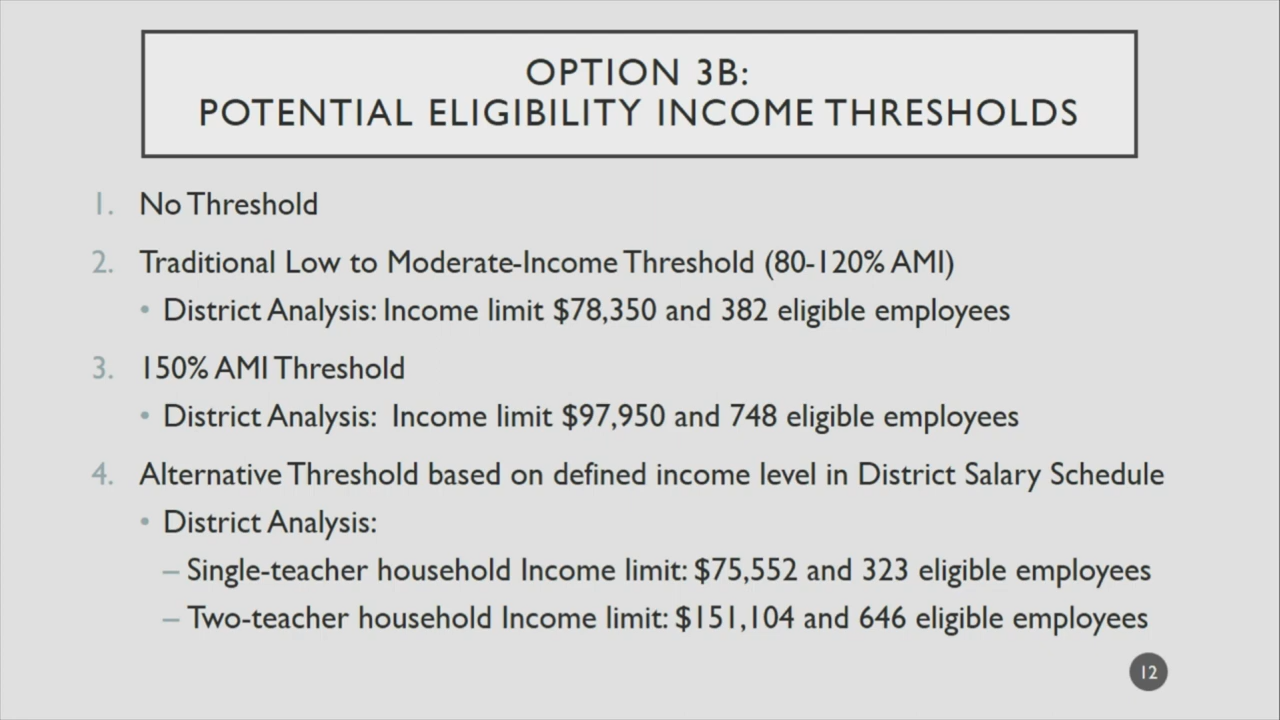 OPTION 3B:
POTENTIAL ELIGIBILITY INCOME THRESHOLDS
1. No Threshold
2. Traditional Low to Moderate-Income Threshold (80-120% AMI)
• District Analysis: Income limit $78,350 and 382 eligible employees
3. 150% AMI Threshold
• District Analysis: Income limit $97,950 and 748 eligible employees
4. Alternative Threshold based on defined income level in District Salary Schedule
• District Analysis:
– Single-teacher household Income limit: $75,552 and 323 eligible employees
– Two-teacher household Income limit: $151,104 and 646 eligible employees
12